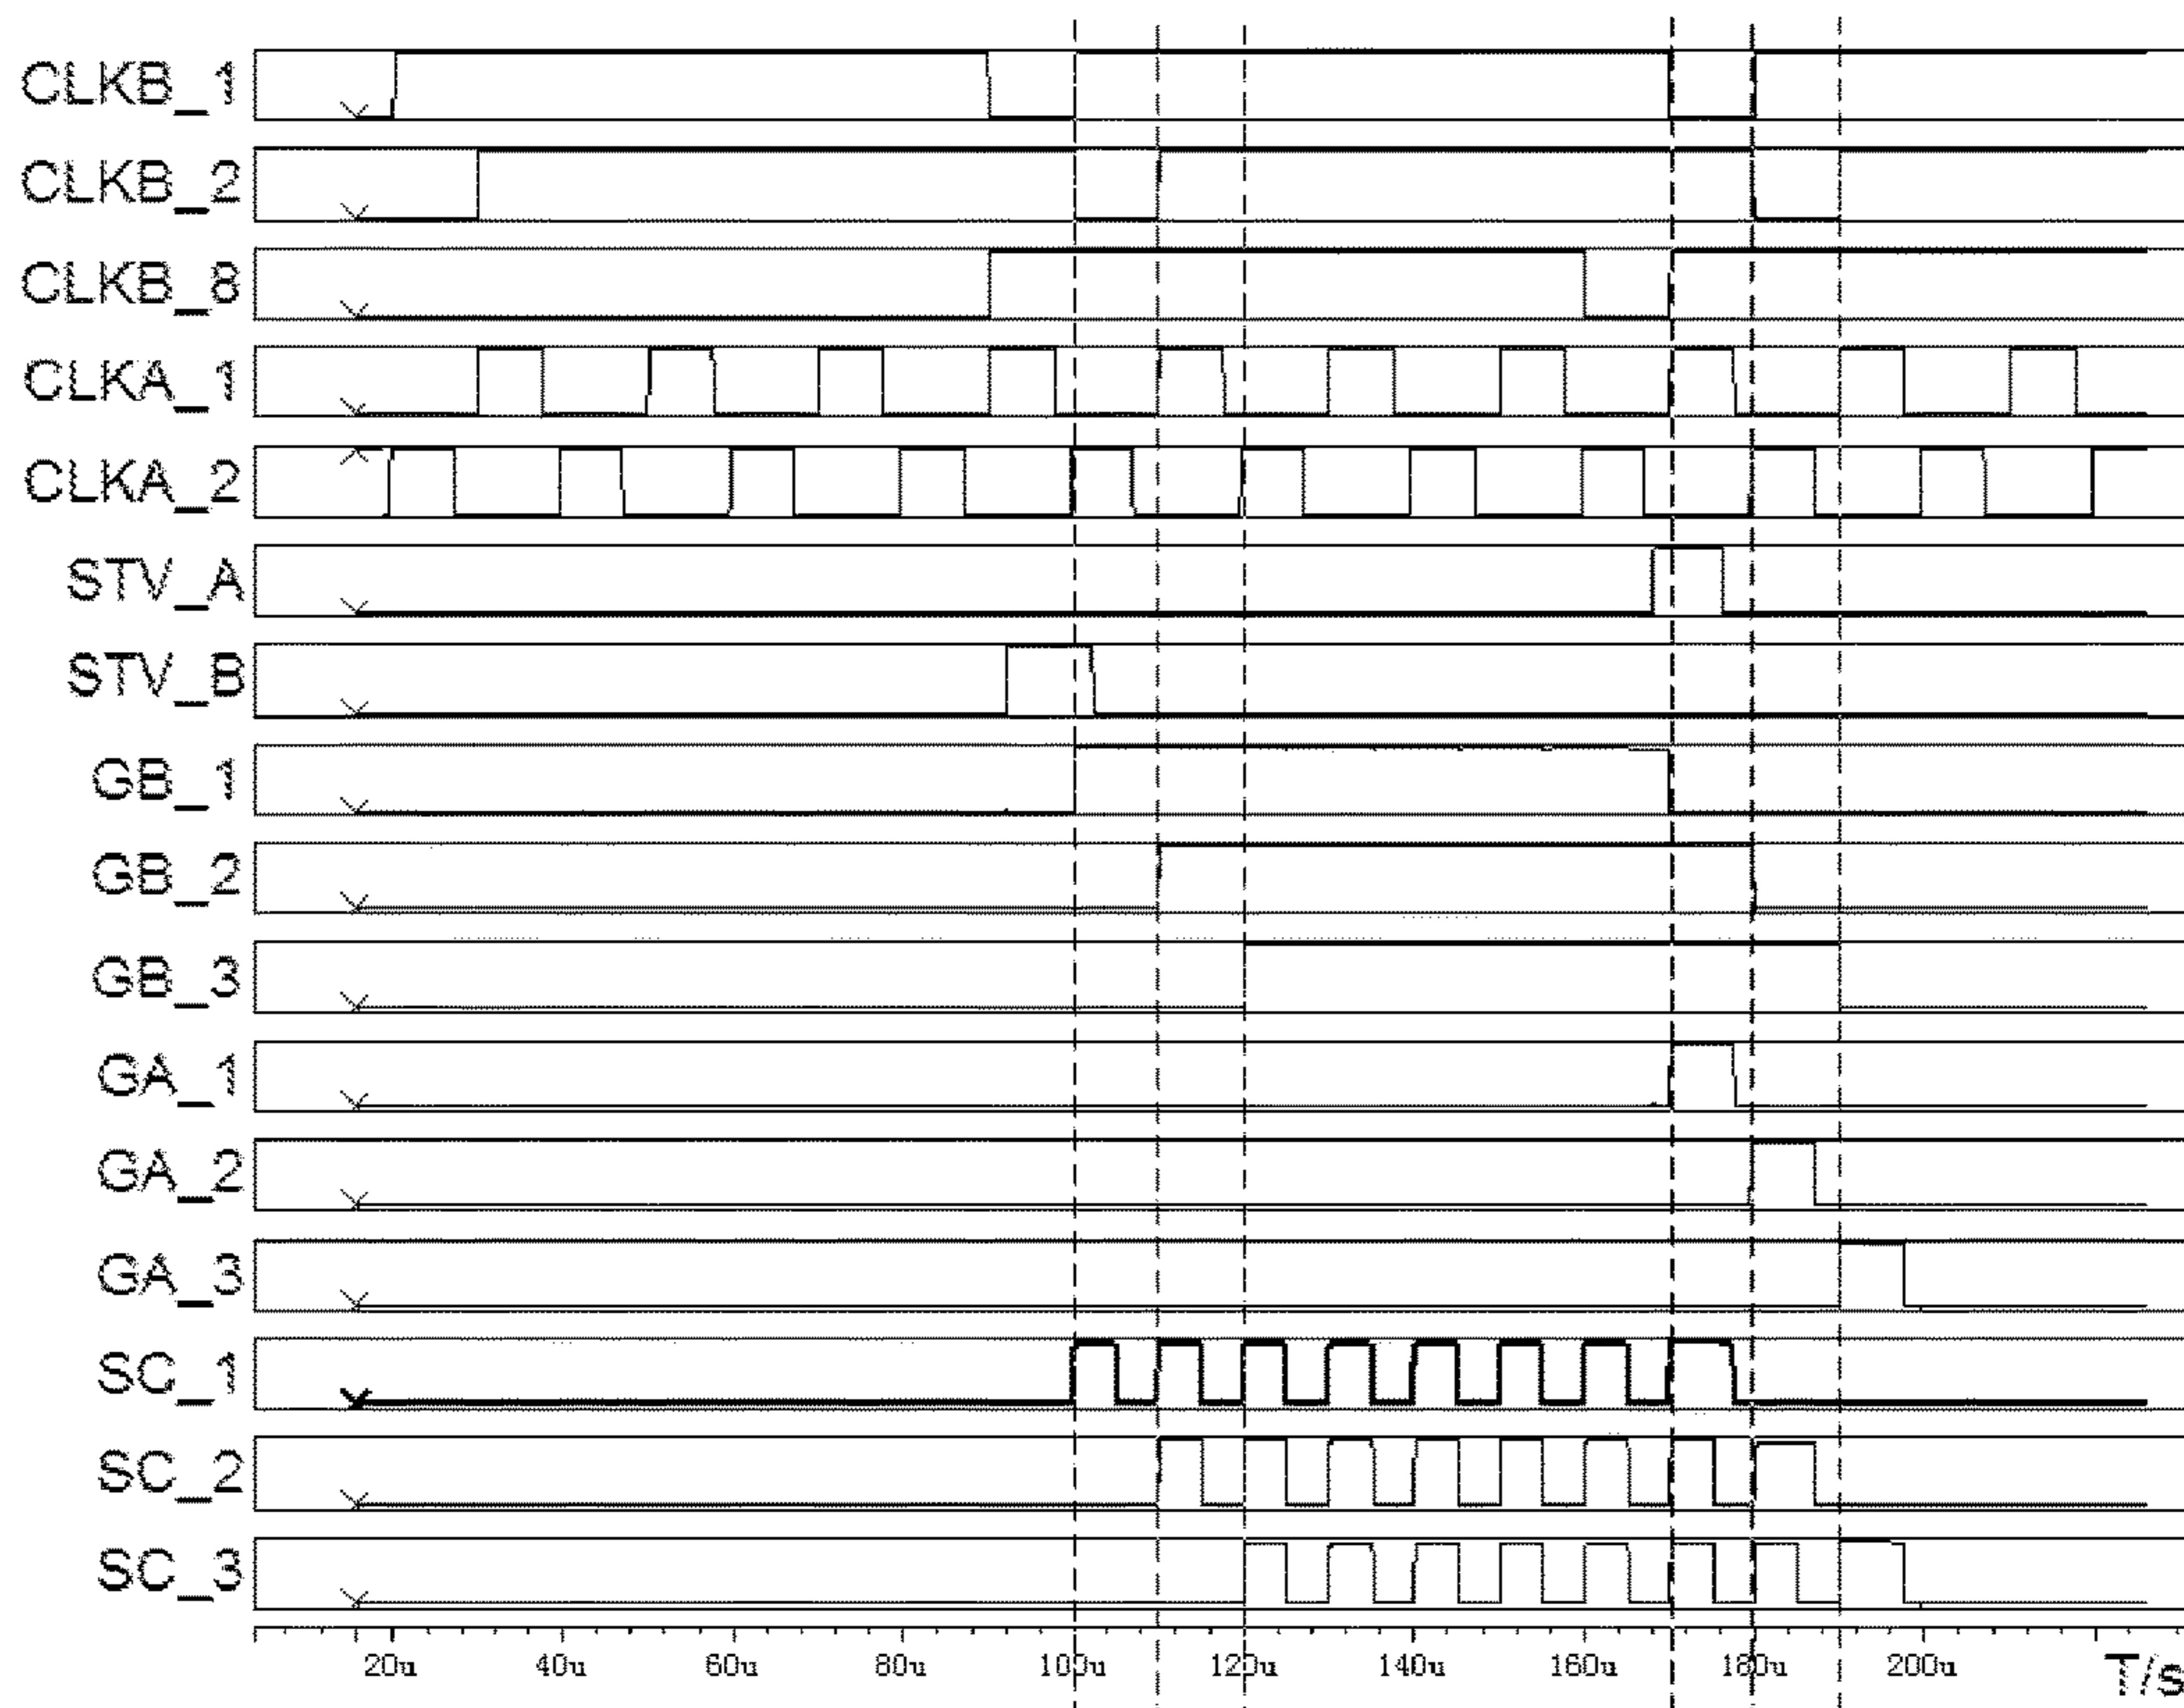 CLKB_1
CLKB_2
CLKB_8
CLKA_1
CLKA_2
STV_A
STV_B
GB_1
GB_2
GB_3
GA_1
GA_2
GA_3
SC_1
SC_2
SC_3
20u 40u 60u 80u 100u 120u 140u 160u 180u 200u T/s